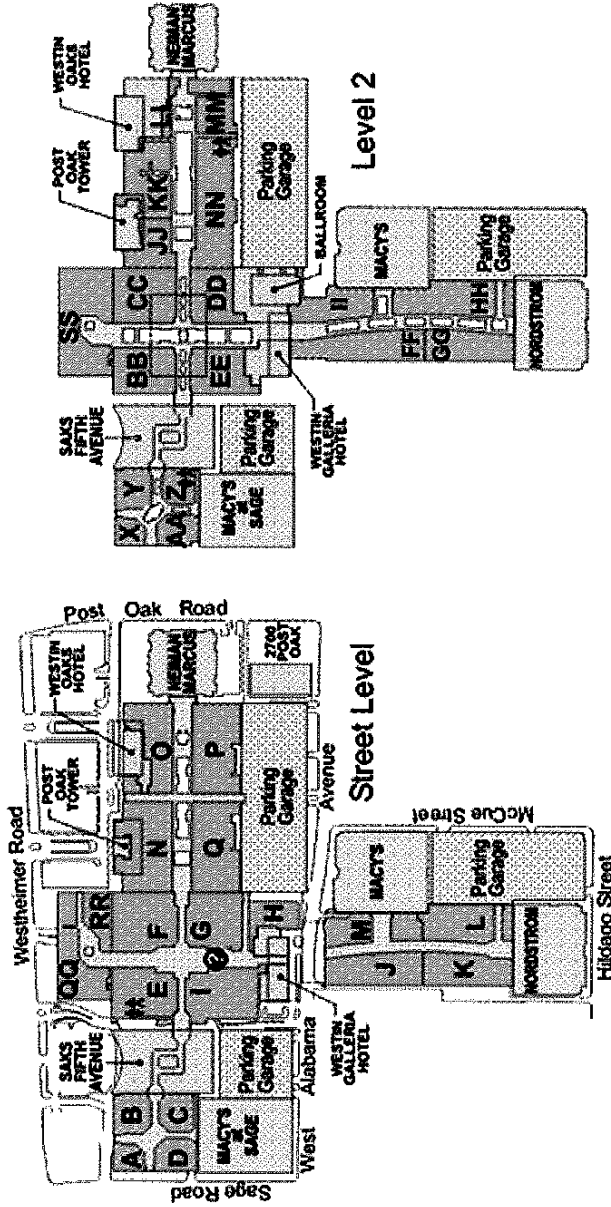 Street Level
Westheimer Road
Post Oak Road
POST
OAK
TOWER
WESTIN
OAKS
HOTEL
SAKS
FIFTH
AVENUE
QQ
RR
A
B
C
D
E
F
G
H
I
N
O
P
Q
NEIMAN
MARCUS
2700
POST
OAK
MACY'S
at
SAGE
Parking
Garage
Parking
Garage
Sage Road
West Alabama Avenue
WESTIN
GALLERIA
HOTEL
?
M
J
K
L
MACY'S
Parking
Garage
NORDSTROM
McCue Street
Hildago Street
Level 2
SAKS
FIFTH
AVENUE
POST
OAK
TOWER
WESTIN
OAKS
HOTEL
SS
X
Y
Z
AA
BB
CC
DD
EE
JJ
KK
LL
MM
NN
NEIMAN
MARCUS
MACY'S
at
SAGE
Parking
Garage
Parking
Garage
BALLROOM
WESTIN
GALLERIA
HOTEL
II
FF
GG
HH
MACY'S
Parking
Garage
NORDSTROM